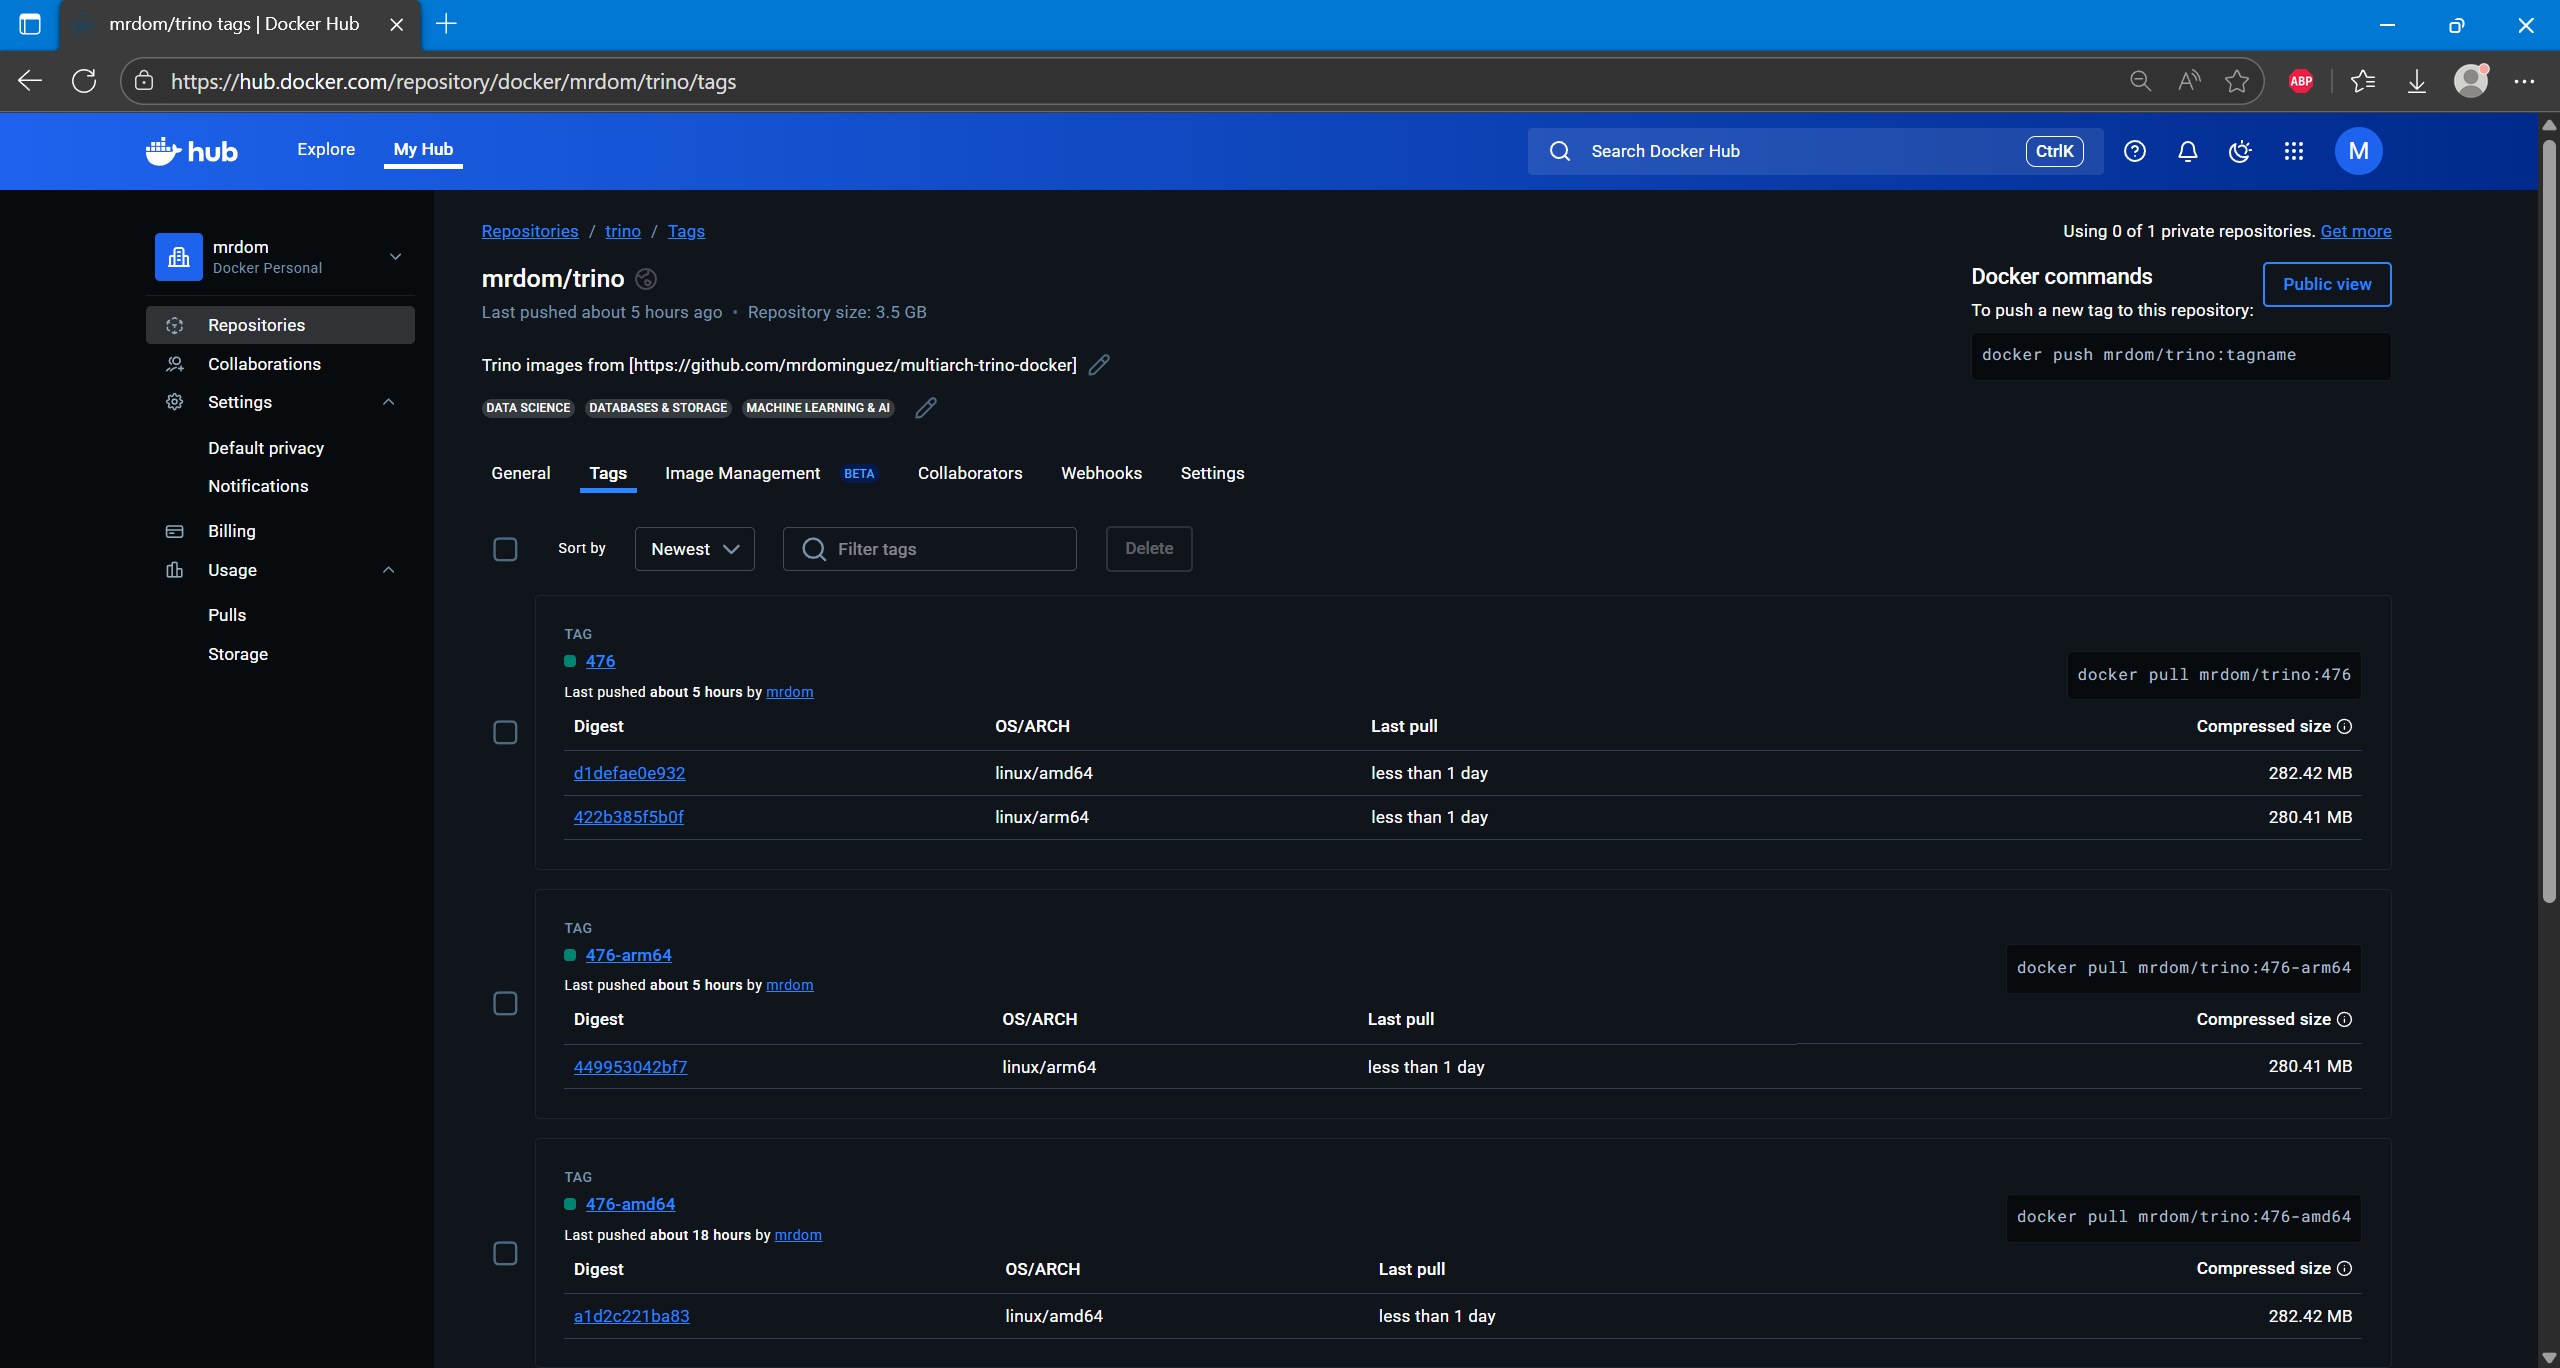 mrdom/trino tags | Docker Hub
https://hub.docker.com/repository/docker/mrdom/trino/tags
ABP
hub
Explore
My Hub
Search Docker Hub
CtrlK
M
mrdom
Docker Personal
Repositories
Collaborations
Settings
Default privacy
Notifications
Billing
Usage
Pulls
Storage
Repositories / trino / Tags
Using 0 of 1 private repositories. Get more
mrdom/trino
Last pushed about 5 hours ago • Repository size: 3.5 GB
Docker commands
Public view
To push a new tag to this repository:
docker push mrdom/trino:tagname
Trino images from [https://github.com/mrdominguez/multiarch-trino-docker]
DATA SCIENCE DATABASES & STORAGE MACHINE LEARNING & AI
General Tags Image Management BETA Collaborators Webhooks Settings
Sort by Newest Filter tags Delete
TAG
476
docker pull mrdom/trino:476
Last pushed about 5 hours by mrdom
Digest OS/ARCH Last pull Compressed size
d1defae0e932 linux/amd64 less than 1 day 282.42 MB
422b385f5b0f linux/arm64 less than 1 day 280.41 MB
TAG
476-arm64
docker pull mrdom/trino:476-arm64
Last pushed about 5 hours by mrdom
Digest OS/ARCH Last pull Compressed size
449953042bf7 linux/arm64 less than 1 day 280.41 MB
TAG
476-amd64
docker pull mrdom/trino:476-amd64
Last pushed about 18 hours by mrdom
Digest OS/ARCH Last pull Compressed size
a1d2c221ba83 linux/amd64 less than 1 day 282.42 MB